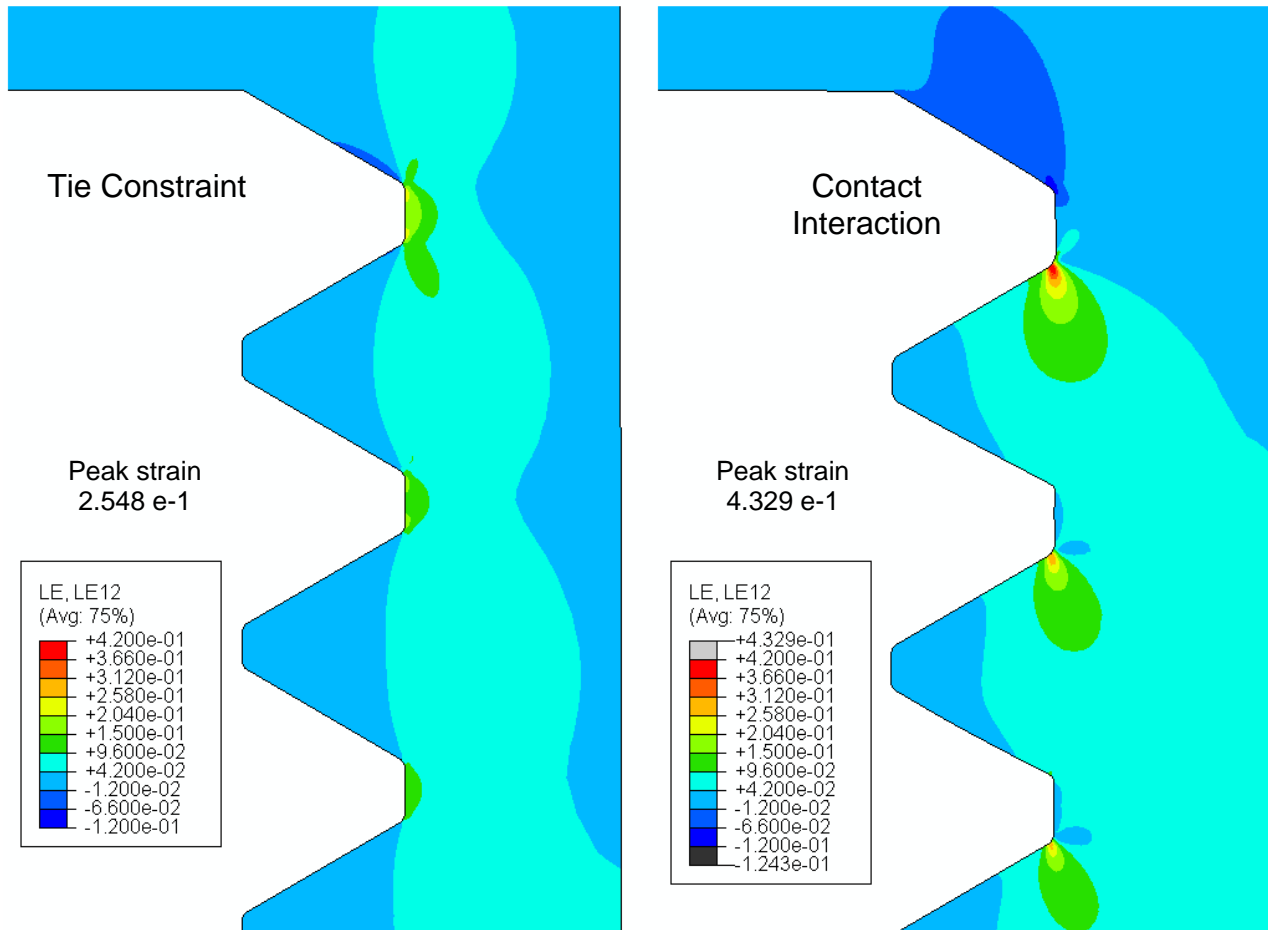 Tie Constraint
Peak strain
2.548 e-1
LE, LE12
(Avg: 75%)
+4.200e-01
+3.660e-01
+3.120e-01
+2.580e-01
+2.040e-01
+1.500e-01
+9.600e-02
+4.200e-02
-1.200e-02
-6.600e-02
-1.200e-01
Contact
Interaction
Peak strain
4.329 e-1
LE, LE12
(Avg: 75%)
+4.329e-01
+4.200e-01
+3.660e-01
+3.120e-01
+2.580e-01
+2.040e-01
+1.500e-01
+9.600e-02
+4.200e-02
-1.200e-02
-6.600e-02
-1.200e-01
-1.243e-01